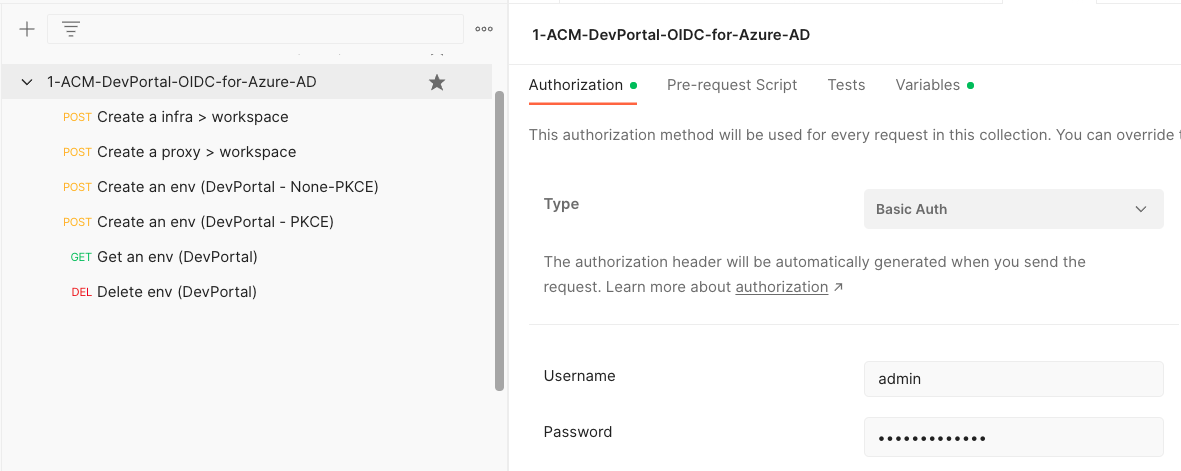 1-ACM-DevPortal-OIDC-for-Azure-AD
POST Create a infra > workspace
POST Create a proxy > workspace
POST Create an env (DevPortal - None-PKCE)
POST Create an env (DevPortal - PKCE)
GET Get an env (DevPortal)
DEL Delete env (DevPortal)
1-ACM-DevPortal-OIDC-for-Azure-AD
Authorization Pre-request Script Tests Variables
This authorization method will be used for every request in this collection. You can override
Type Basic Auth
The authorization header will be automatically generated when you send the
request. Learn more about authorization ↗
Username admin
Password •••••••••••••